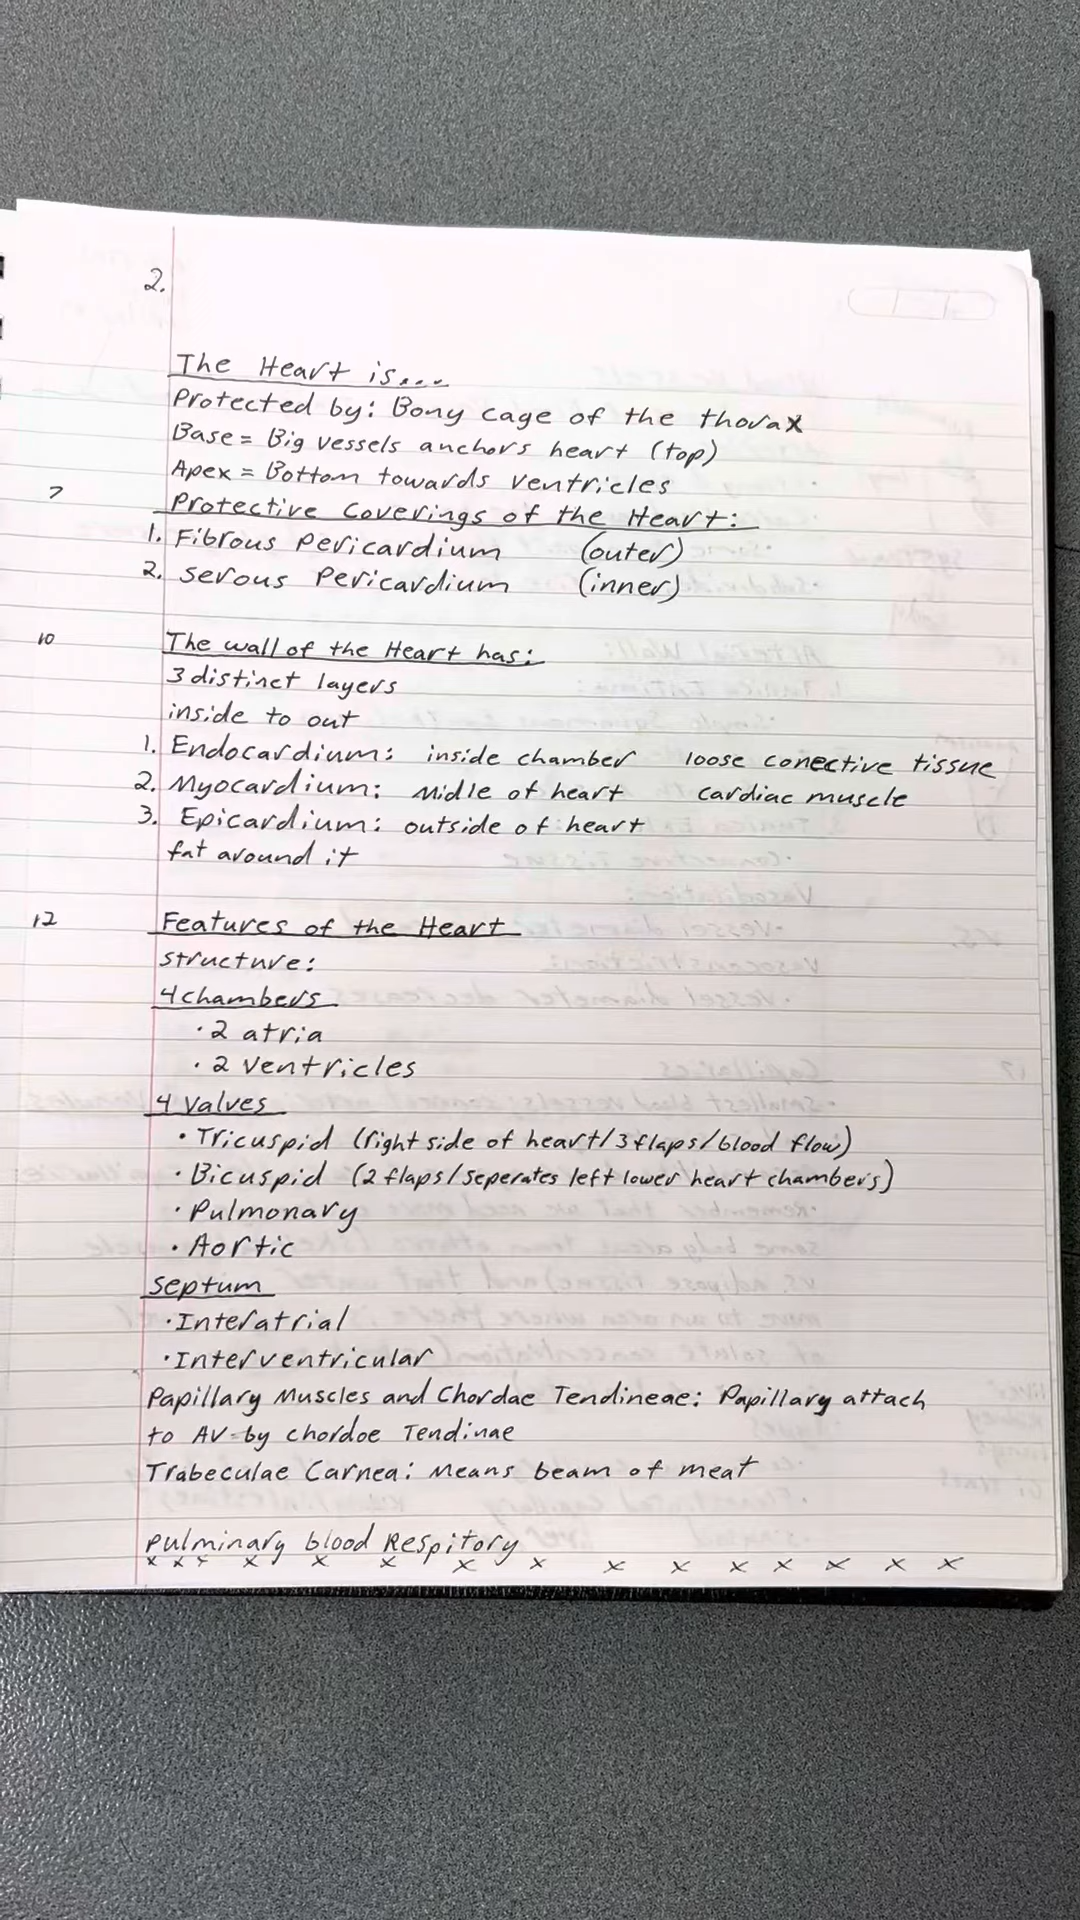 2.
The Heart is....
Protected by: Bony cage of the thorax
Base = Big vessels anchors heart (top)
Apex = Bottom towards ventricles
7 Protective Coverings of the Heart:
1. Fibrous Pericardium (outer)
2. Serous Pericardium (inner)
10 The wall of the Heart has:
3 distinct layers
inside to out
1. Endocardium: inside chamber loose conective tissue
2. Myocardium: Midle of heart cardiac muscle
3. Epicardium: outside of heart
fat around it
12 Features of the Heart
Structure:
4 chambers
· 2 atria
· 2 ventricles
4 Valves
· Tricuspid (right side of heart/3 flaps/blood flow)
· Bicuspid (2 flaps/seperates left lower heart chambers)
· Pulmonary
· Aortic
Septum
· Interatrial
· Interventricular
Papillary Muscles and Chordae Tendineae: Papillary attach
to AV by chordoe Tendinae
Trabeculae Carnea: Means beam of meat
Pulminary blood Respitory
x x x x x x x x x x x x x x x